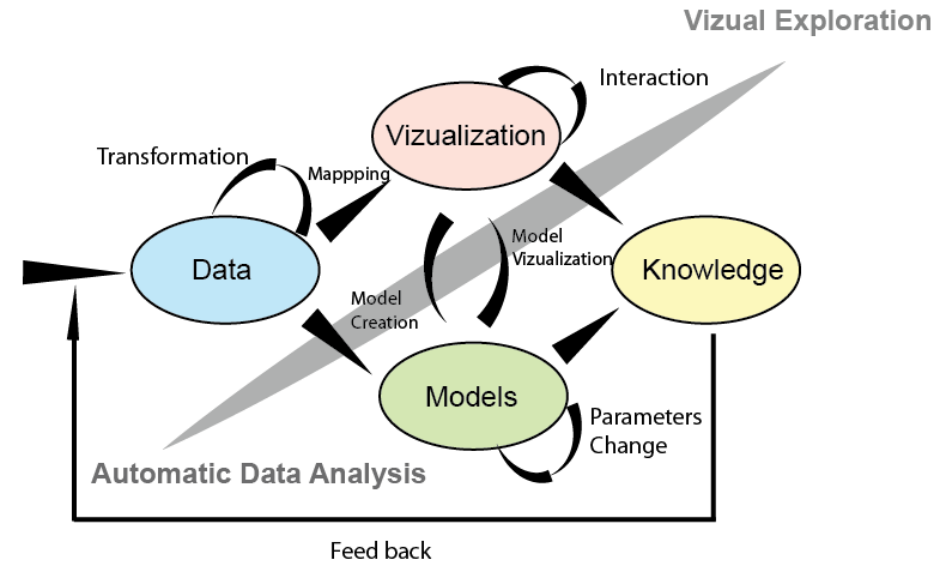 Vizual Exploration
Interaction
Vizualization
Transformation
Mappping
Model
Vizualization
Data
Knowledge
Model
Creation
Models
Parameters
Change
Automatic Data Analysis
Feed back